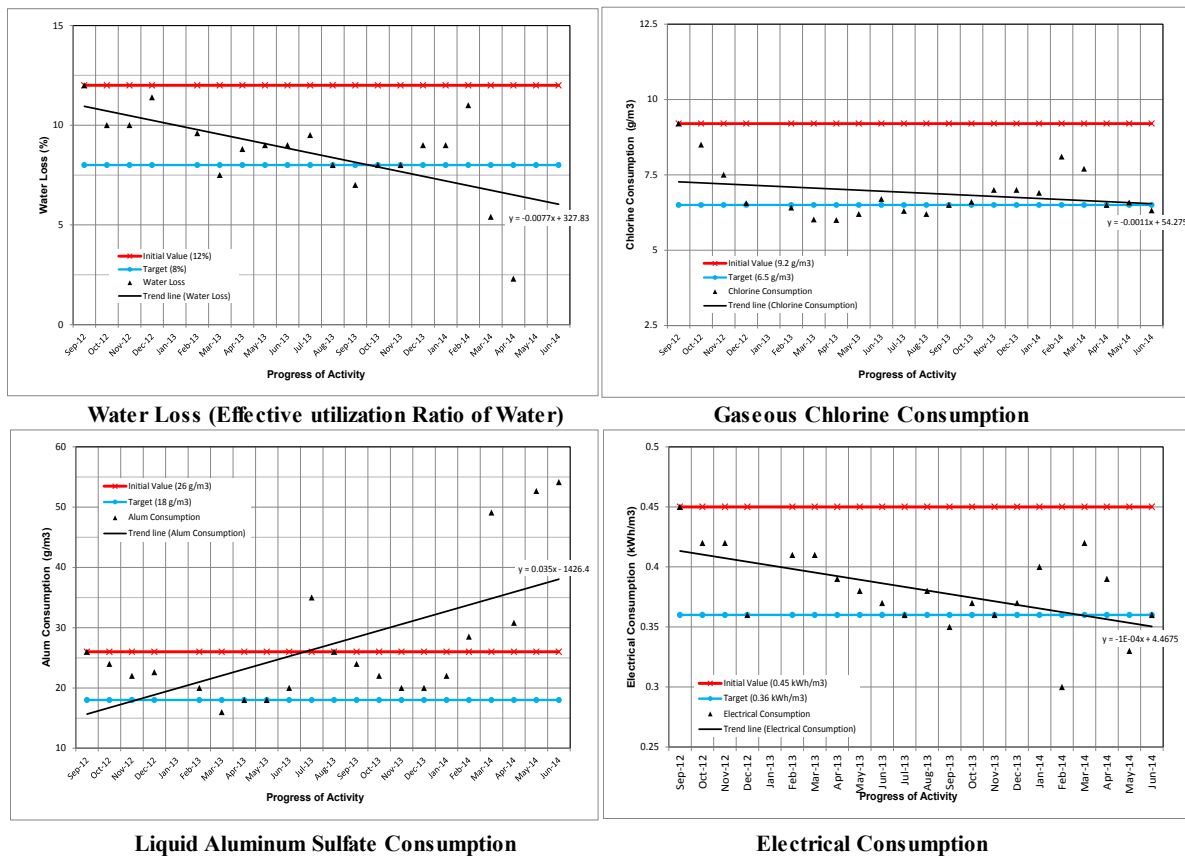 15
10
5
0
Water Loss (%)
y = -0.0077x + 327.83
Initial Value (12%)
Target (8%)
Water Loss
Trend line (Water Loss)
Sep-12
Oct-12
Nov-12
Dec-12
Jan-13
Feb-13
Mar-13
Apr-13
May-13
Jun-13
Jul-13
Aug-13
Sep-13
Oct-13
Nov-13
Dec-13
Jan-14
Feb-14
Mar-14
Apr-14
May-14
Jun-14
Progress of Activity
Water Loss (Effective utilization Ratio of Water)
12.5
10
7.5
5
2.5
Chlorine Consumption (g/m3)
y = -0.0011x + 54.275
Initial Value (9.2 g/m3)
Target (6.5 g/m3)
Chlorine Consumption
Trend line (Chlorine Consumption)
Sep-12
Oct-12
Nov-12
Dec-12
Jan-13
Feb-13
Mar-13
Apr-13
May-13
Jun-13
Jul-13
Aug-13
Sep-13
Oct-13
Nov-13
Dec-13
Jan-14
Feb-14
Mar-14
Apr-14
May-14
Jun-14
Progress of Activity
Gaseous Chlorine Consumption
60
50
40
30
20
10
Alum Consumption (g/m3)
Initial Value (26 g/m3)
Target (18 g/m3)
Alum Consumption
Trend line (Alum Consumption)
y = 0.035x - 1426.4
Sep-12
Oct-12
Nov-12
Dec-12
Jan-13
Feb-13
Mar-13
Apr-13
May-13
Jun-13
Jul-13
Aug-13
Sep-13
Oct-13
Nov-13
Dec-13
Jan-14
Feb-14
Mar-14
Apr-14
May-14
Jun-14
Progress of Activity
Liquid Aluminum Sulfate Consumption
0.5
0.45
0.4
0.35
0.3
0.25
Electrical Consumption (kWh/m3)
y = -1E-04x + 4.4675
Initial Value (0.45 kWh/m3)
Target (0.36 kWh/m3)
Electrical Consumption
Trend line (Electrical Consumption)
Sep-12
Oct-12
Nov-12
Dec-12
Jan-13
Feb-13
Mar-13
Apr-13
May-13
Jun-13
Jul-13
Aug-13
Sep-13
Oct-13
Nov-13
Dec-13
Jan-14
Feb-14
Mar-14
Apr-14
May-14
Jun-14
Progress of Activity
Electrical Consumption